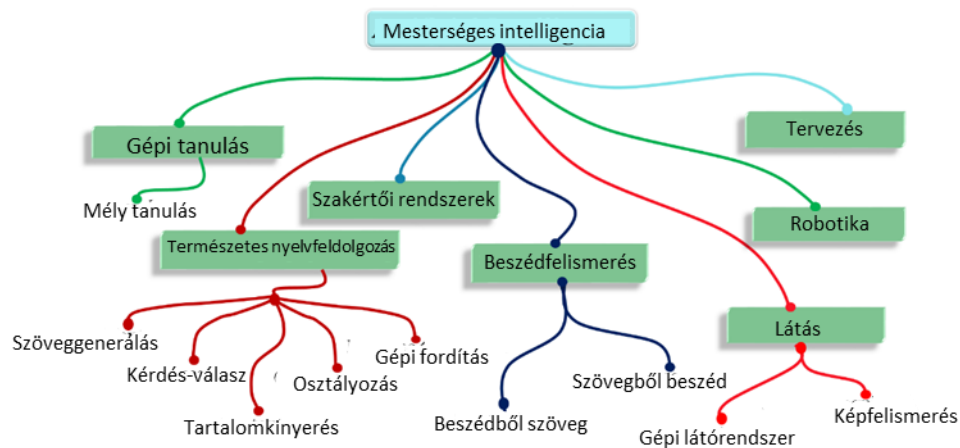 Mesterséges intelligencia
Gépi tanulás
Tervezés
Mély tanulás
Szakértői rendszerek
Robotika
Természetes nyelvfeldolgozás
Beszédfelismerés
Látás
Szöveggenerálás
Kérdés-válasz
Tartalomkínyerés
Osztályozás
Gépi fordítás
Beszédből szöveg
Szövegből beszéd
Gépi látórendszer
Képfelismerés